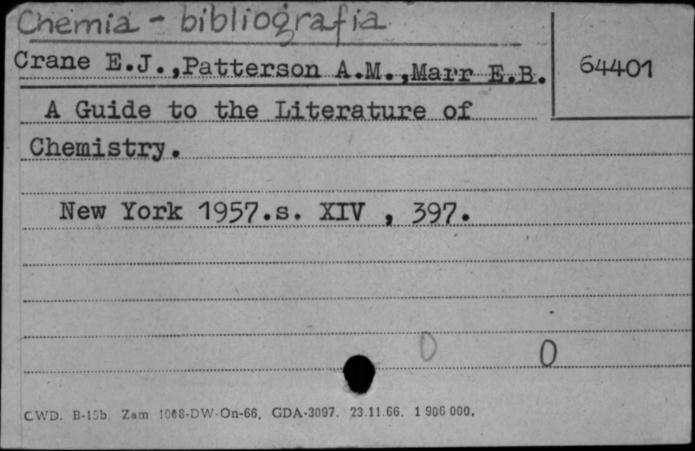 Chemia - bibliografia
Crane E.J.,Patterson A.M.,Marr E.B.
64401
A Guide to the Literature of
Chemistry.
New York 1957.s. XIV , 397.
0 0
CWD. B-15b. Zam 1068-DW-On-66. GDA-3097. 23.11.66. 1 906 000.